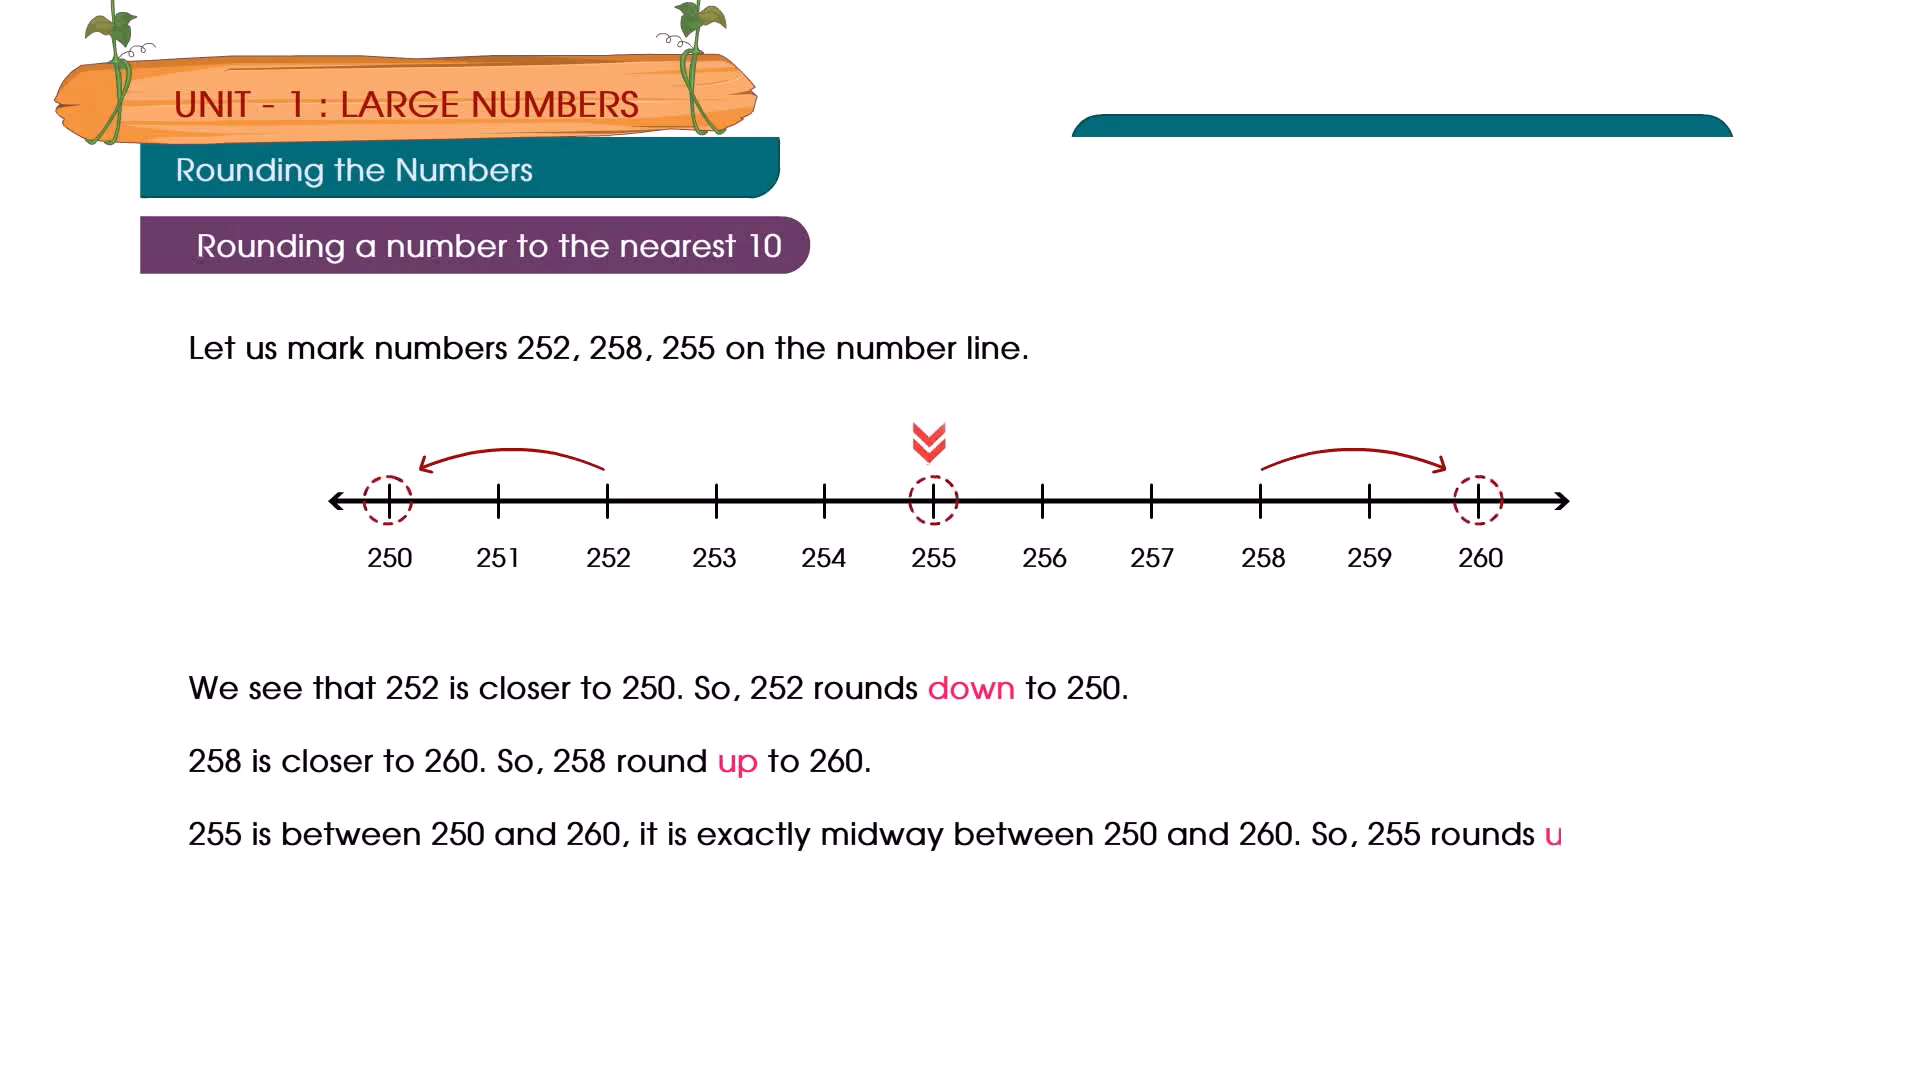 UNIT - 1 : LARGE NUMBERS
Rounding the Numbers
Rounding a number to the nearest 10
Let us mark numbers 252, 258, 255 on the number line.
250 251 252 253 254 255 256 257 258 259 260
We see that 252 is closer to 250. So, 252 rounds down to 250.
258 is closer to 260. So, 258 round up to 260.
255 is between 250 and 260, it is exactly midway between 250 and 260. So, 255 rounds u